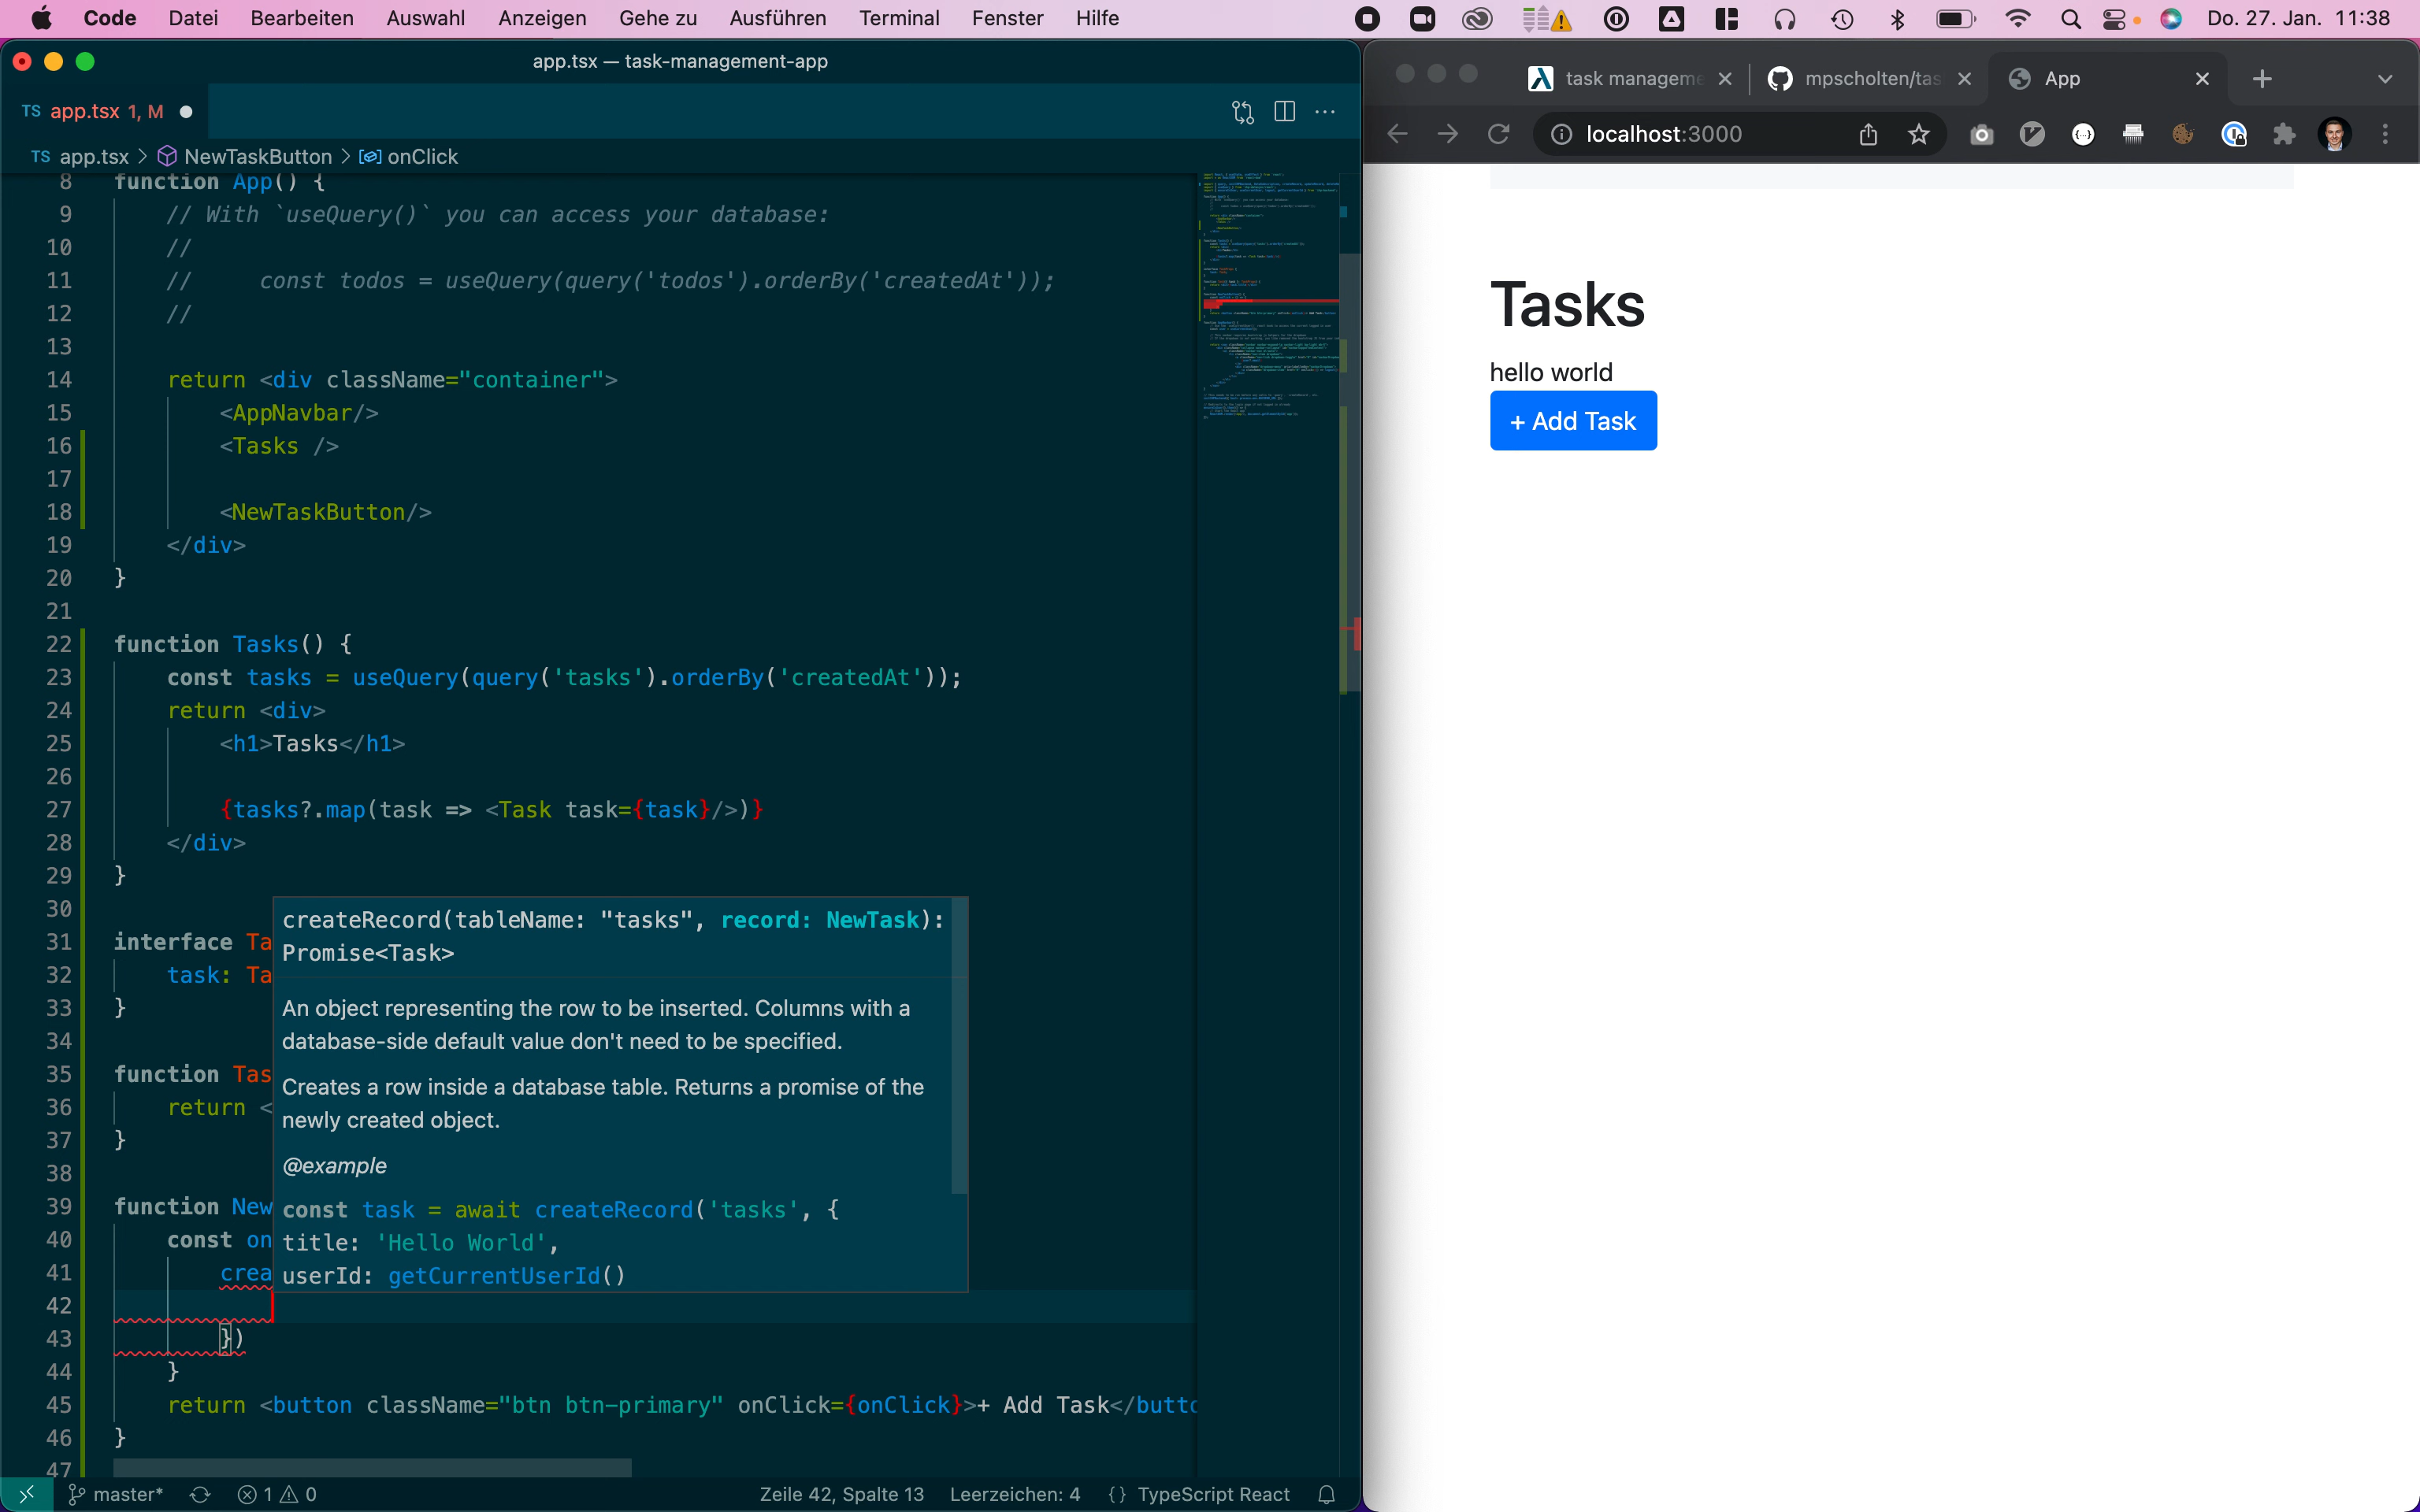 Code Datei Bearbeiten Auswahl Anzeigen Gehe zu Ausführen Terminal Fenster Hilfe Do. 27. Jan. 11:38
app.tsx — task-management-app
TS app.tsx 1, M
TS app.tsx > NewTaskButton > onClick
8 function App() {
9 // With `useQuery()` you can access your database:
10 //
11 // const todos = useQuery(query('todos').orderBy('createdAt'));
12 //
13
14 return <div className="container">
15 <AppNavbar/>
16 <Tasks />
17
18 <NewTaskButton/>
19 </div>
20 }
21
22 function Tasks() {
23 const tasks = useQuery(query('tasks').orderBy('createdAt'));
24 return <div>
25 <h1>Tasks</h1>
26
27 {tasks?.map(task => <Task task={task}/>)}
28 </div>
29 }
30
31 interface Ta
32 task: Ta
33 }
34
35 function Tas
36 return <
37 }
38
39 function New
40 const on
41 crea
42
43 })
44 }
45 return <button className="btn btn-primary" onClick={onClick}>+ Add Task</butto
46 }
47
createRecord(tableName: "tasks", record: NewTask):
Promise<Task>
An object representing the row to be inserted. Columns with a
database-side default value don't need to be specified.
Creates a row inside a database table. Returns a promise of the
newly created object.
@example
const task = await createRecord('tasks', {
title: 'Hello World',
userId: getCurrentUserId()
master* 1 0 Zeile 42, Spalte 13 Leerzeichen: 4 {} TypeScript React
task manageme mpscholten/tas App
localhost:3000
Tasks
hello world
+ Add Task